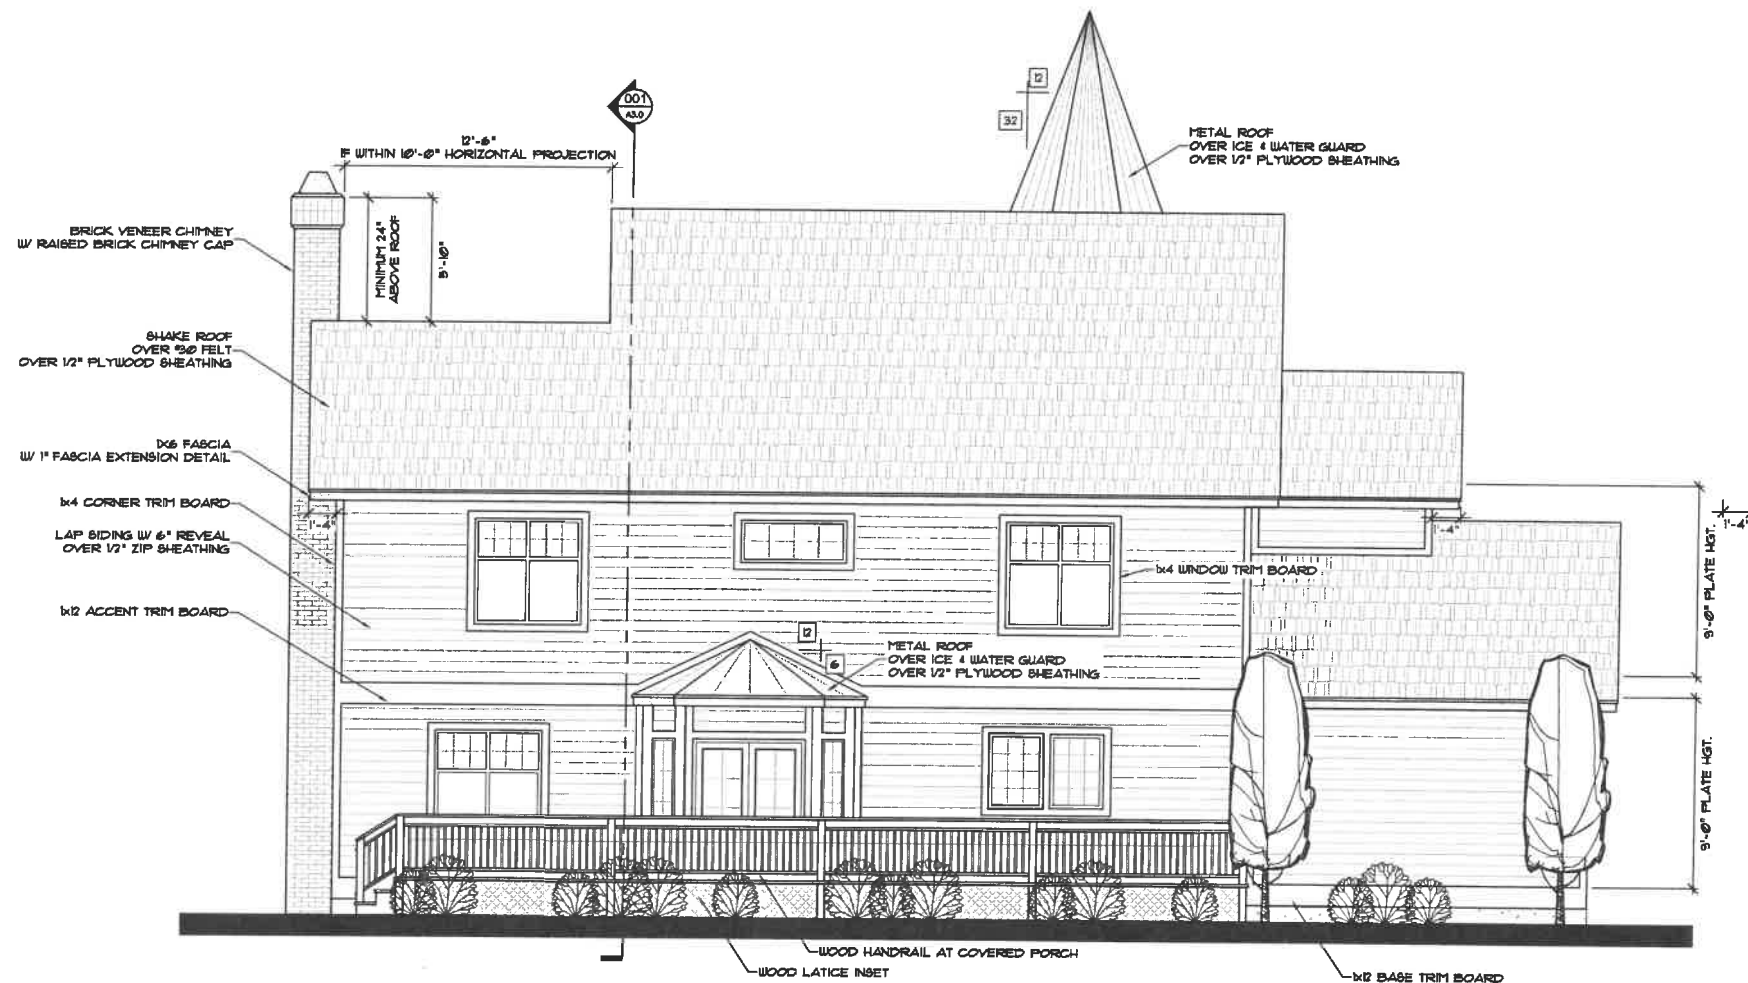 001
A3.0
12'-6"
IF WITHIN 10'-0" HORIZONTAL PROJECTION
12
32
METAL ROOF
OVER ICE & WATER GUARD
OVER 1/2" PLYWOOD SHEATHING
MINIMUM 24"
ABOVE ROOF
5'-10"
BRICK VENEER CHIMNEY
W/ RAISED BRICK CHIMNEY CAP
SHAKE ROOF
OVER #30 FELT
OVER 1/2" PLYWOOD SHEATHING
1X6 FASCIA
W/ 1" FASCIA EXTENSION DETAIL
1x4 CORNER TRIM BOARD
1'-4"
1'-4"
1'-4"
LAP SIDING W/ 6" REVEAL
OVER 1/2" ZIP SHEATHING
1x4 WINDOW TRIM BOARD
9'-0" PLATE HGT.
1x12 ACCENT TRIM BOARD
12
6
METAL ROOF
OVER ICE & WATER GUARD
OVER 1/2" PLYWOOD SHEATHING
9'-0" PLATE HGT.
WOOD HANDRAIL AT COVERED PORCH
WOOD LATICE INSET
1x12 BASE TRIM BOARD